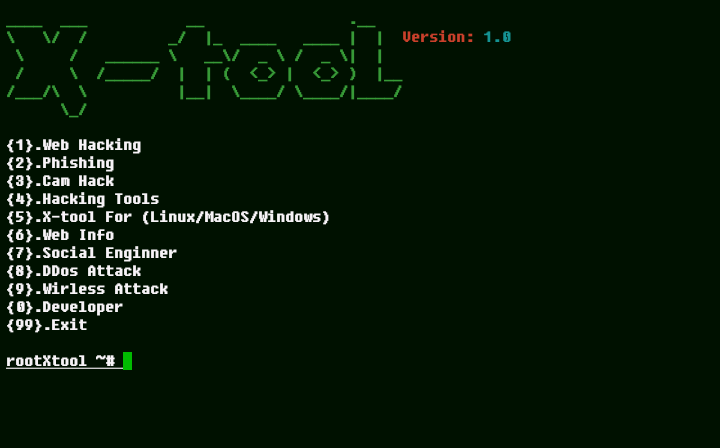 X-tool Version: 1.0
{1}.Web Hacking
{2}.Phishing
{3}.Cam Hack
{4}.Hacking Tools
{5}.X-tool For (Linux/MacOS/Windows)
{6}.Web Info
{7}.Social Enginner
{8}.DDos Attack
{9}.Wirless Attack
{0}.Developer
{99}.Exit
rootXtool ~#